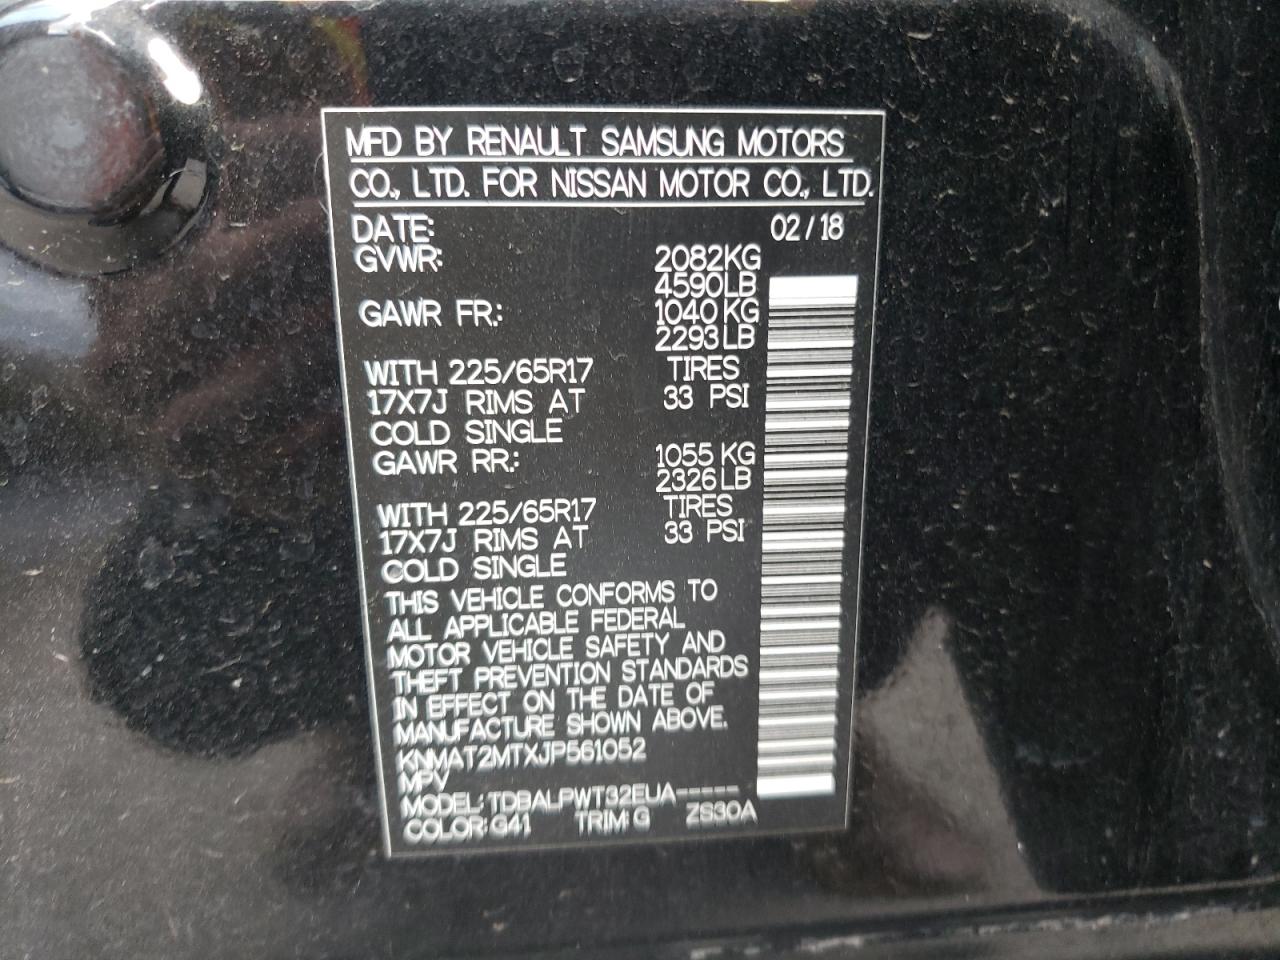 MFD BY RENAULT SAMSUNG MOTORS
CO., LTD. FOR NISSAN MOTOR CO., LTD.
DATE: 02/18
GVWR: 2082KG
4590LB
GAWR FR.: 1040KG
2293LB
WITH 225/65R17 TIRES
17X7J RIMS AT 33 PSI
COLD SINGLE
GAWR RR.: 1055KG
2326LB
WITH 225/65R17 TIRES
17X7J RIMS AT 33 PSI
COLD SINGLE
THIS VEHICLE CONFORMS TO
ALL APPLICABLE FEDERAL
MOTOR VEHICLE SAFETY AND
THEFT PREVENTION STANDARDS
IN EFFECT ON THE DATE OF
MANUFACTURE SHOWN ABOVE.
KNMAT2MTXJP561052
MPV
MODEL: TDBALPWT32EUA-----
COLOR: G41 TRIM: G ZS30A